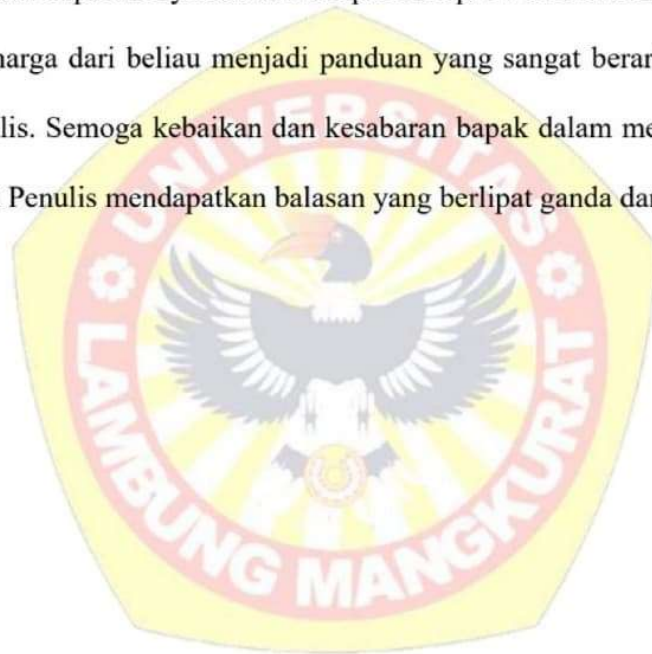 harga dari beliau menjadi panduan yang sangat berar
lis. Semoga kebaikan dan kesabaran bapak dalam me
Penulis mendapatkan balasan yang berlipat ganda dar
UNIVERSITAS
LAMBUNG MANGKURAT